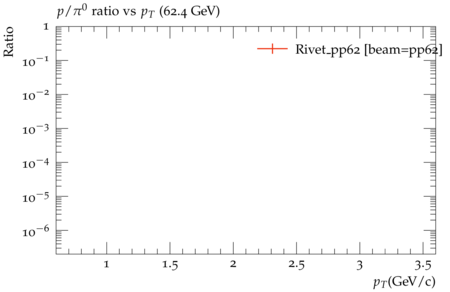 p/π⁰ ratio vs p_T (62.4 GeV)
Ratio
Rivet_pp62 [beam=pp62]
1
10⁻¹
10⁻²
10⁻³
10⁻⁴
10⁻⁵
10⁻⁶
1 1.5 2 2.5 3 3.5
p_T(GeV/c)